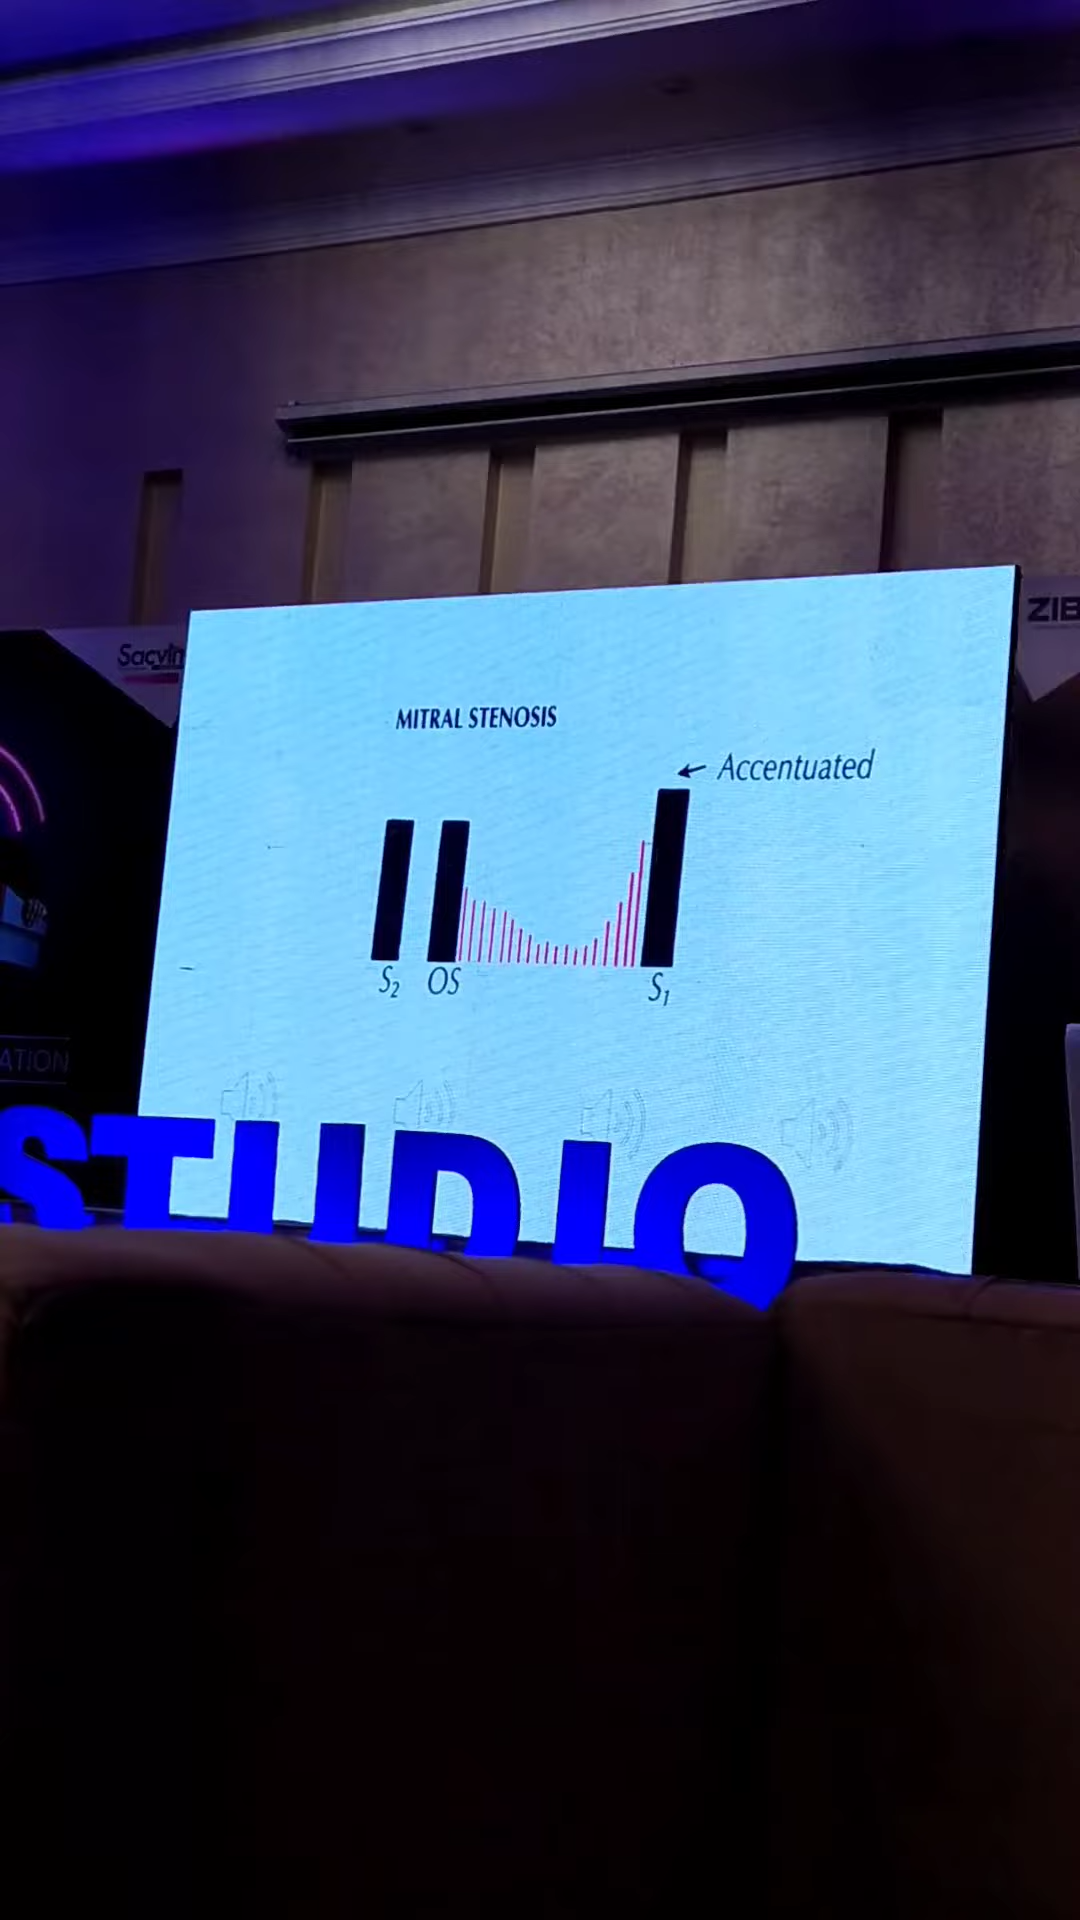 Sacvin
ZIB
MITRAL STENOSIS
← Accentuated
S₂ OS S₁
ATION
STUDIO